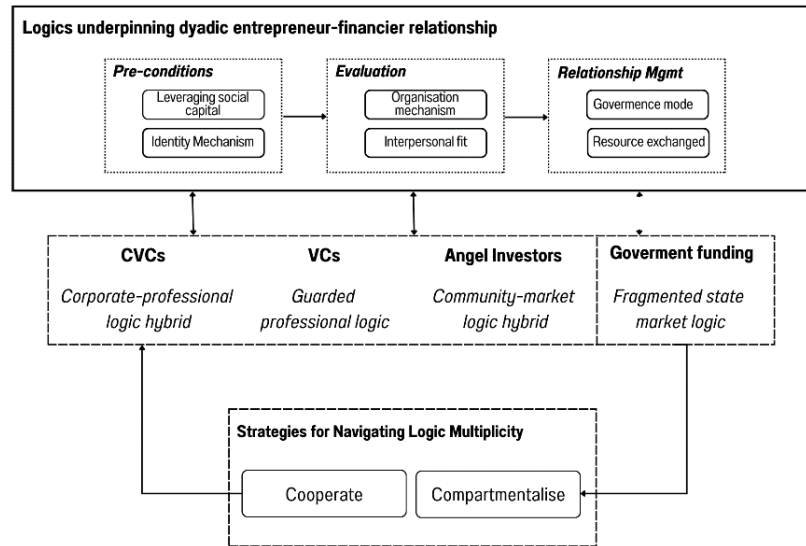 Logics underpinning dyadic entrepreneur-financier relationship
Pre-conditions
Evaluation
Relationship Mgmt
Leveraging social
capital
Organisation
mechanism
Governence mode
Identity Mechanism
Interpersonal fit
Resource exchanged
CVCs
VCs
Angel Investors
Goverment funding
Corporate-professional
logic hybrid
Guarded
professional logic
Community-market
logic hybrid
Fragmented state
market logic
Strategies for Navigating Logic Multiplicity
Cooperate
Compartmentalise